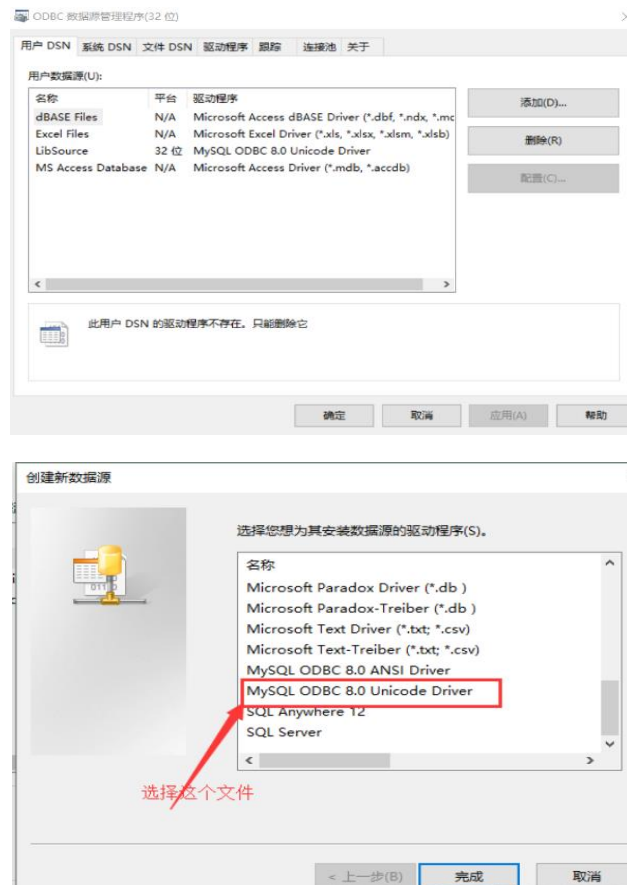 ODBC 数据源管理程序(32 位)
用户 DSN 系统 DSN 文件 DSN 驱动程序 跟踪 连接池 关于
用户数据源(U):
名称 平台 驱动程序
dBASE Files N/A Microsoft Access dBASE Driver (*.dbf, *.ndx, *.mc
Excel Files N/A Microsoft Excel Driver (*.xls, *.xlsx, *.xlsm, *.xlsb)
LibSource 32 位 MySQL ODBC 8.0 Unicode Driver
MS Access Database N/A Microsoft Access Driver (*.mdb, *.accdb)
添加(D)...
删除(R)
配置(C)...
此用户 DSN 的驱动程序不存在。只能删除它
确定 取消 应用(A) 帮助
创建新数据源
选择您想为其安装数据源的驱动程序(S)。
名称
Microsoft Paradox Driver (*.db )
Microsoft Paradox-Treiber (*.db )
Microsoft Text Driver (*.txt; *.csv)
Microsoft Text-Treiber (*.txt; *.csv)
MySQL ODBC 8.0 ANSI Driver
MySQL ODBC 8.0 Unicode Driver
SQL Anywhere 12
SQL Server
选择这个文件
< 上一步(B) 完成 取消